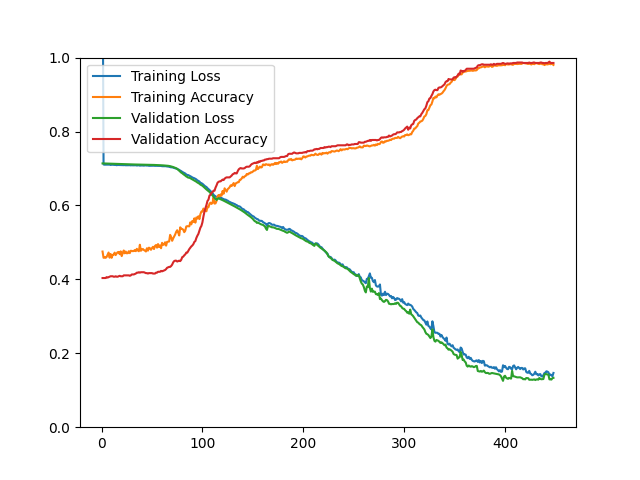 1.0
Training Loss
Training Accuracy
Validation Loss
Validation Accuracy
0.8
0.6
0.4
0.2
0.0
0 100 200 300 400